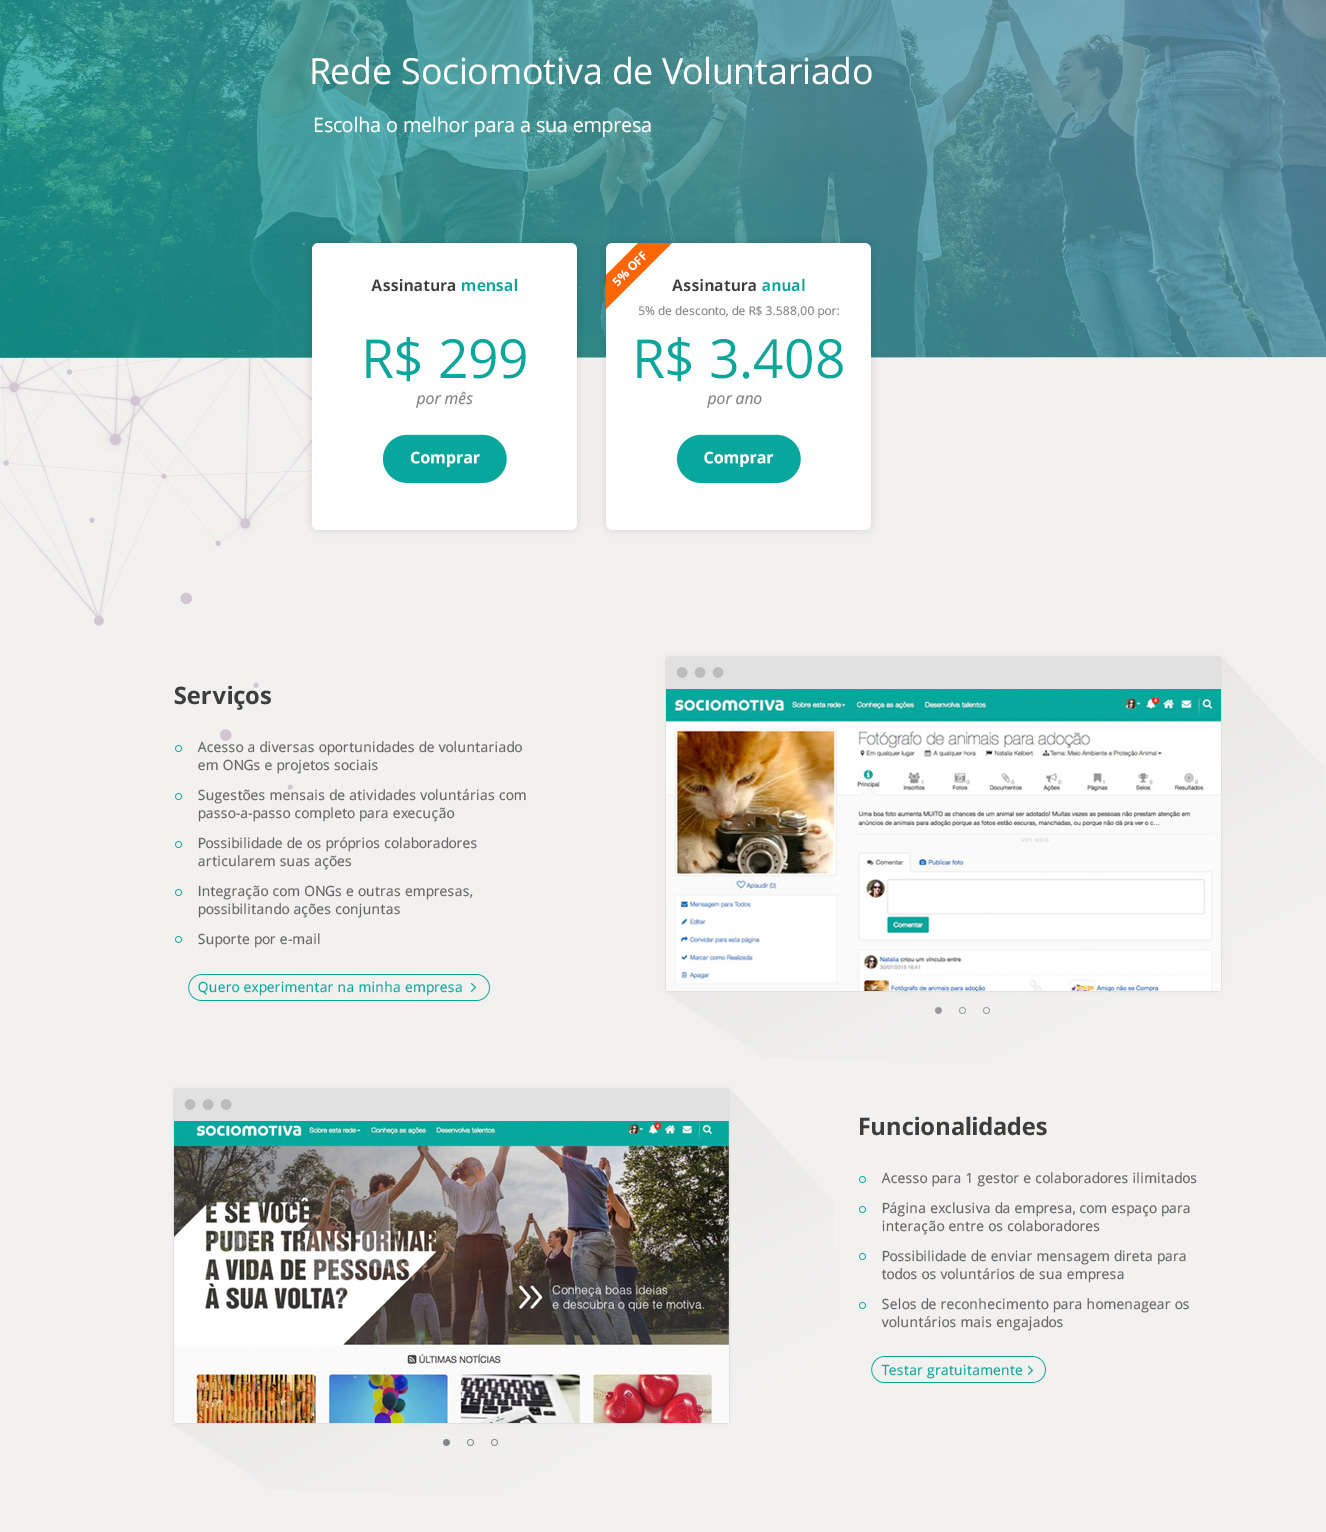 Rede Sociomotiva de Voluntariado
Escolha o melhor para a sua empresa
Assinatura mensal
R$ 299
por mês
Comprar
5% OFF
Assinatura anual
5% de desconto, de R$ 3.588,00 por:
R$ 3.408
por ano
Comprar
Serviços
Acesso a diversas oportunidades de voluntariado
em ONGs e projetos sociais
Sugestões mensais de atividades voluntárias com
passo-a-passo completo para execução
Possibilidade de os próprios colaboradores
articularem suas ações
Integração com ONGs e outras empresas,
possibilitando ações conjuntas
Suporte por e-mail
Quero experimentar na minha empresa
sociomotiva Sobre esta rede Conheça as ações Desenvolva talentos
Fotógrafo de animais para adoção
Em qualquer lugar A qualquer hora Natalia Kelbert Tema: Meio Ambiente e Proteção Animal
Principal Inscritos Fotos Documentos Ações Páginas Selos Resultados
Uma boa foto aumenta MUITO as chances de um animal ser adotado! Muitas vezes as pessoas não prestam atenção em
anúncios de animais para adoção porque as fotos estão escuras, manchadas, ou porque não dá pra ver o c...
VER MAIS
Comentar Publicar foto
Comentar
Aplaudir (0)
Mensagem para Todos
Editar
Convidar para esta página
Marcar como Realizada
Apagar
Natalia criou um vínculo entre
30/07/2015 16:41
Fotógrafo de animais para adoção Amigo não se Compra
sociomotiva Sobre esta rede Conheça as ações Desenvolva talentos
E SE VOCÊ
PUDER TRANSFORMAR
A VIDA DE PESSOAS
À SUA VOLTA?
Conheça boas ideias
e descubra o que te motiva.
ÚLTIMAS NOTÍCIAS
Funcionalidades
Acesso para 1 gestor e colaboradores ilimitados
Página exclusiva da empresa, com espaço para
interação entre os colaboradores
Possibilidade de enviar mensagem direta para
todos os voluntários de sua empresa
Selos de reconhecimento para homenagear os
voluntários mais engajados
Testar gratuitamente